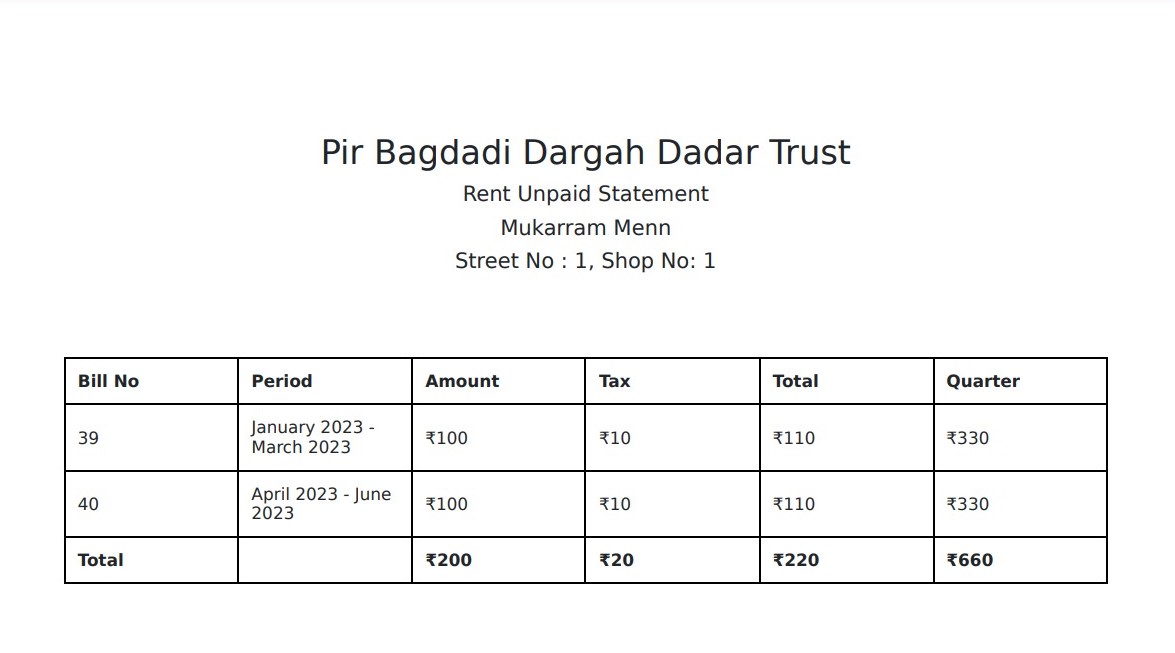 Pir Bagdadi Dargah Dadar Trust
Rent Unpaid Statement
Mukarram Menn
Street No : 1, Shop No: 1
Bill No Period Amount Tax Total Quarter
39 January 2023 - March 2023 ₹100 ₹10 ₹110 ₹330
40 April 2023 - June 2023 ₹100 ₹10 ₹110 ₹330
Total ₹200 ₹20 ₹220 ₹660